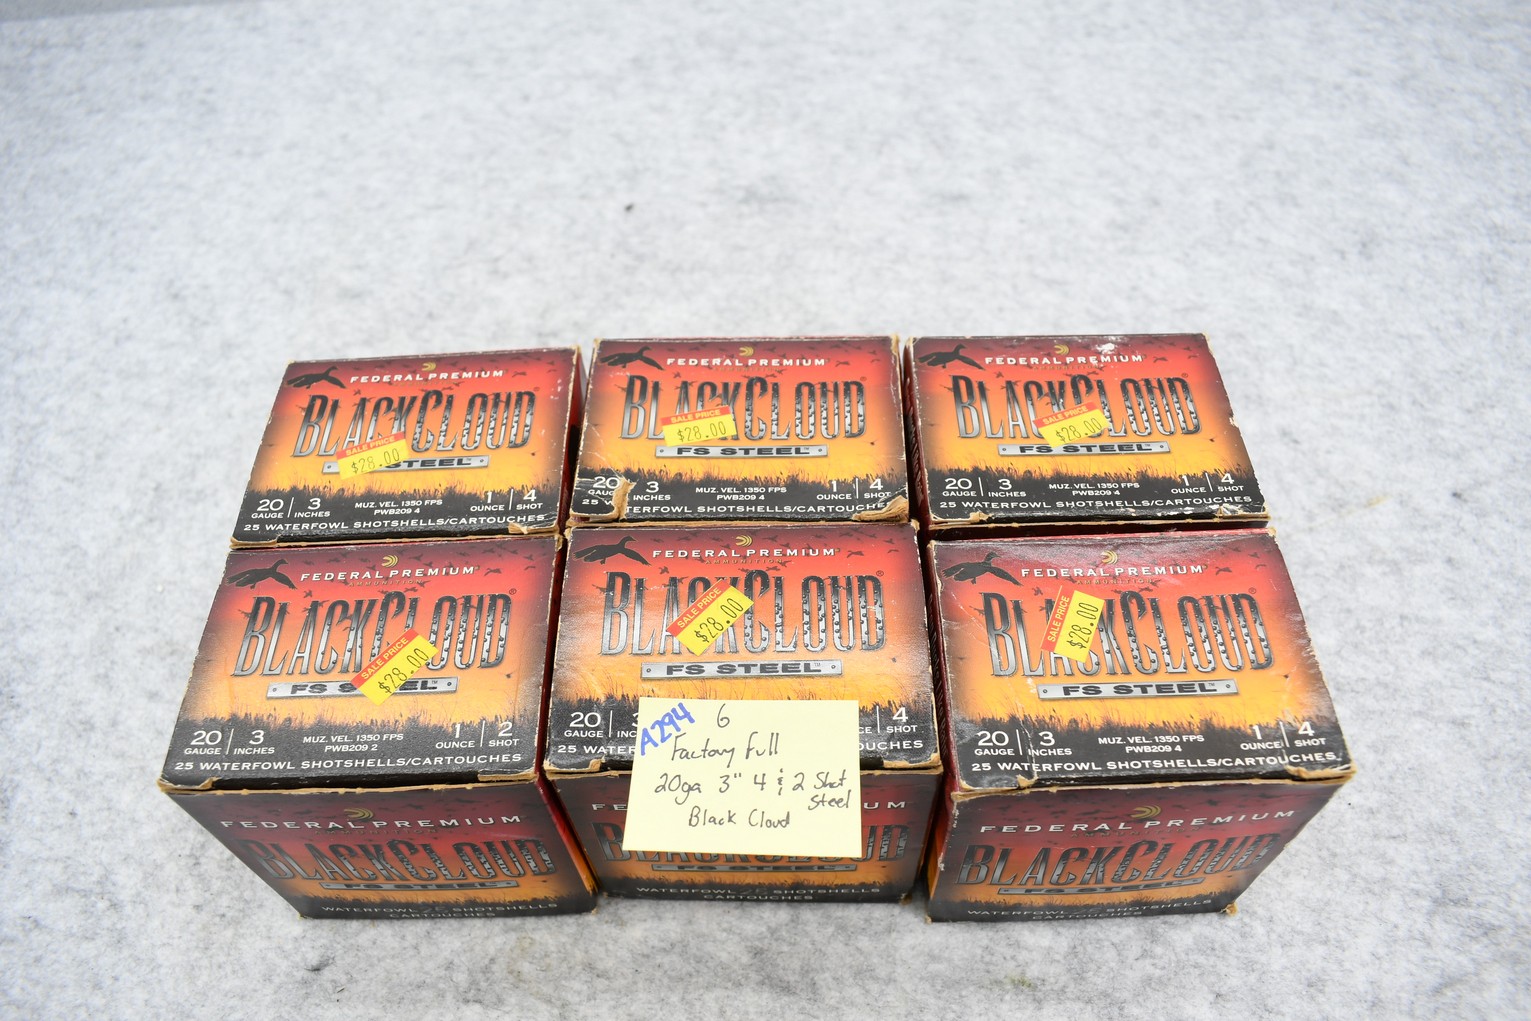 FEDERAL PREMIUM
BLACKCLOUD
SALE PRICE
$28.00
STEEL
20 GAUGE 3 INCHES
MUZ. VEL. 1350 FPS
PWB209 4
1 OUNCE 4 SHOT
25 WATERFOWL SHOTSHELLS/CARTOUCHES
FEDERAL PREMIUM
BLACKCLOUD
SALE PRICE
$28.00
FS STEEL
20 GAUGE 3 INCHES
MUZ. VEL. 1350 FPS
PWB209 4
1 OUNCE 4 SHOT
25 WATERFOWL SHOTSHELLS/CARTOUCHES
FEDERAL PREMIUM
AMMUNITION
BLACKCLOUD
SALE PRICE
$28.00
FS STEEL
20 GAUGE 3 INCHES
MUZ. VEL. 1350 FPS
PWB209 4
1 OUNCE 4 SHOT
25 WATERFOWL SHOTSHELLS/CARTOUCHES
FEDERAL PREMIUM
AMMUNITION
BLACKCLOUD
SALE PRICE
$28.00
FS STEEL
20 GAUGE 3 INCHES
MUZ. VEL. 1350 FPS
PWB209 2
1 OUNCE 2 SHOT
25 WATERFOWL SHOTSHELLS/CARTOUCHES
FEDERAL PREMIUM
BLACKCLOUD
FS STEEL
WATERFOWL SHOTSHELLS
CARTOUCHES
FEDERAL PREMIUM
AMMUNITION
BLACKCLOUD
SALE PRICE
$28.00
FS STEEL
20 GAUGE
4 SHOT
25
A294 6
Factory Full
20ga 3" 4 & 2 Shot
Steel
Black Cloud
FS STEEL
WATERFOWL SHOTSHELLS
CARTOUCHES
FEDERAL PREMIUM
AMMUNITION
BLACKCLOUD
SALE PRICE
$28.00
FS STEEL
20 GAUGE 3 INCHES
MUZ. VEL. 1350 FPS
PWB209 4
1 OUNCE 4 SHOT
25 WATERFOWL SHOTSHELLS/CARTOUCHES
FEDERAL PREMIUM
BLACKCLOUD
FS STEEL
WATERFOWL SHOTSHELLS
CARTOUCHES